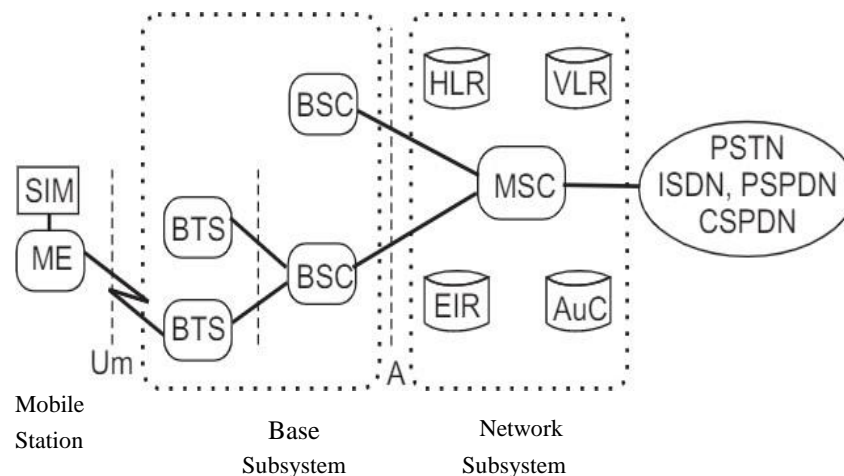 HLR
VLR
BSC
PSTN
ISDN, PSPDN
CSPDN
MSC
SIM
ME
BTS
BSC
BTS
EIR
AuC
Um
A
Mobile
Station
Base
Subsystem
Network
Subsystem